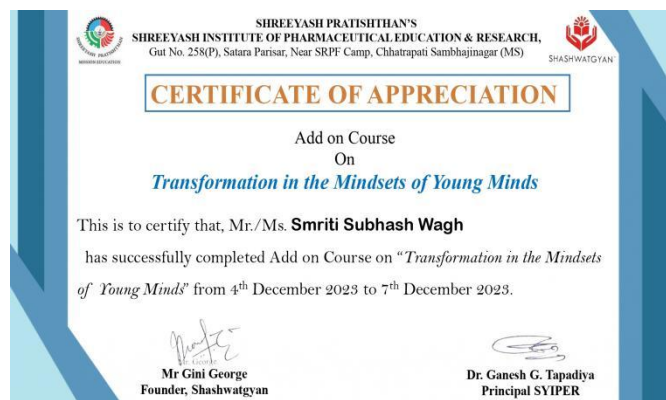 SHREEYASH PRATISHTHAN'S
SHREEYASH INSTITUTE OF PHARMACEUTICAL EDUCATION & RESEARCH,
Gut No. 258(P), Satara Parisar, Near SRPF Camp, Chhatrapati Sambhajinagar (MS)
SHASHWATGYAN
CERTIFICATE OF APPRECIATION
Add on Course
On
Transformation in the Mindsets of Young Minds
This is to certify that, Mr./Ms. Smriti Subhash Wagh
has successfully completed Add on Course on “Transformation in the Mindsets
of Young Minds” from 4th December 2023 to 7th December 2023.
Mr Gini George
Founder, Shashwatgyan
Dr. Ganesh G. Tapadiya
Principal SYIPER